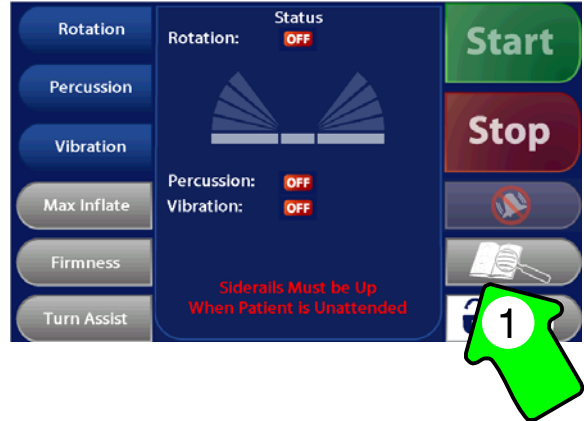 Rotation
Percussion
Vibration
Max Inflate
Firmness
Turn Assist
Status
Rotation: OFF
Percussion: OFF
Vibration: OFF
Siderails Must be Up
When Patient is Unattended
Start
Stop
1